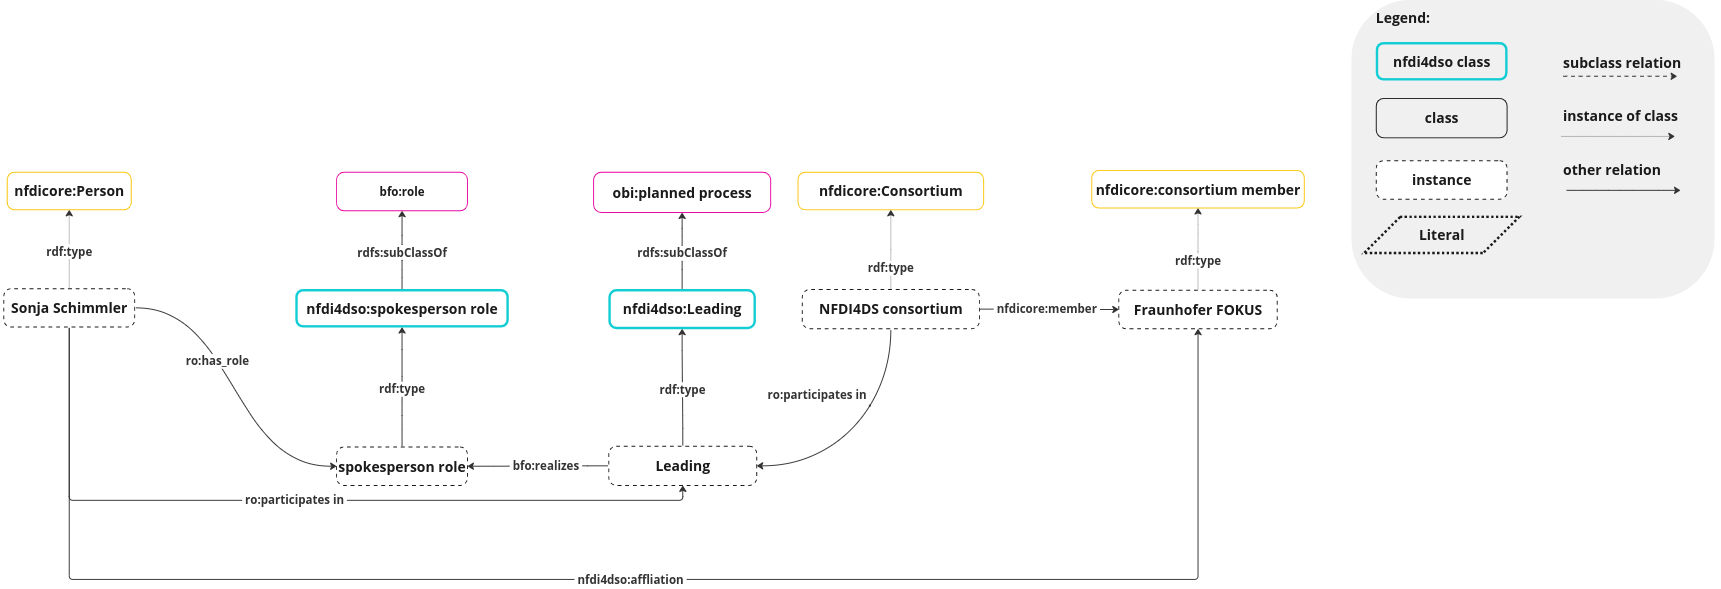 Legend:
nfdi4dso class
subclass relation
class
instance of class
instance
other relation
Literal
nfdicore:Person
bfo:role
obi:planned process
nfdicore:Consortium
nfdicore:consortium member
rdf:type
rdfs:subClassOf
rdfs:subClassOf
rdf:type
rdf:type
Sonja Schimmler
nfdi4dso:spokesperson role
nfdi4dso:Leading
NFDI4DS consortium
nfdicore:member
Fraunhofer FOKUS
ro:has_role
rdf:type
rdf:type
ro:participates in
spokesperson role
bfo:realizes
Leading
ro:participates in
nfdi4dso:affliation